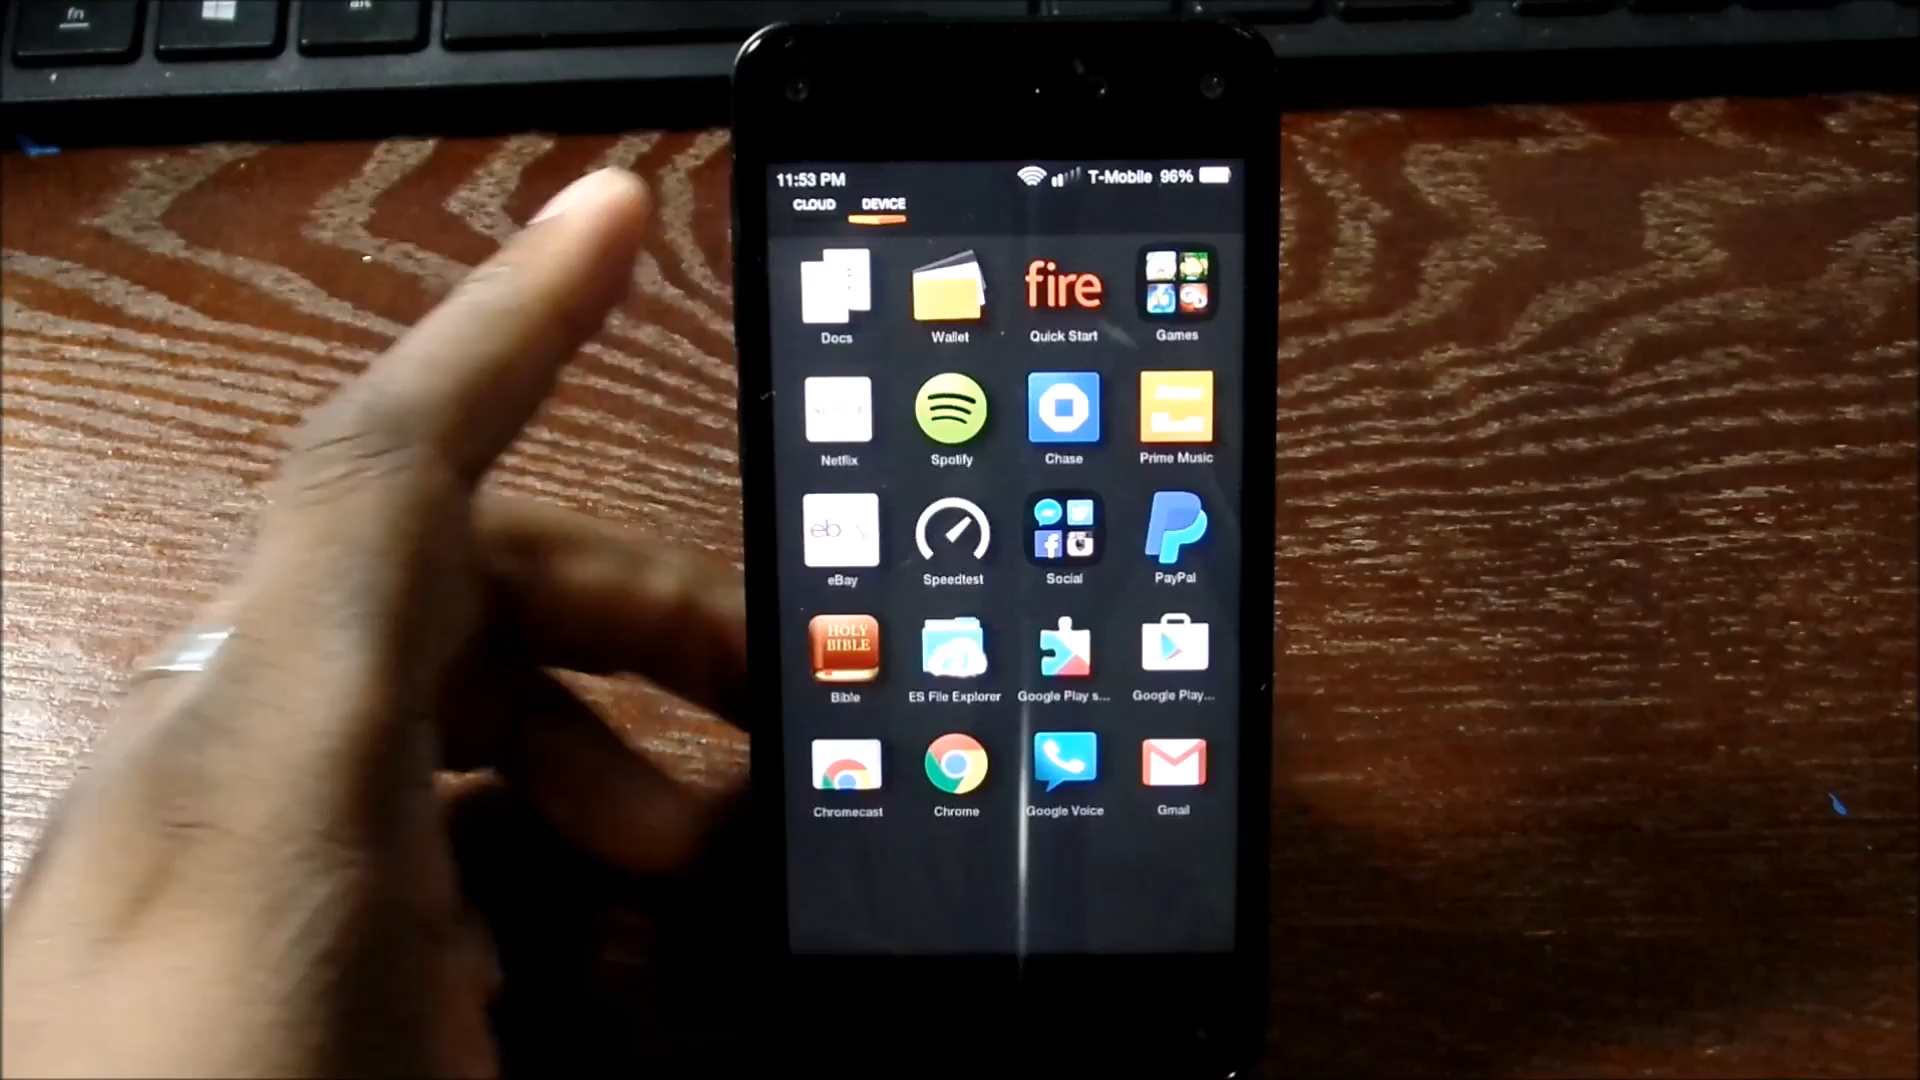 fn
alt
11:53 PM
T-Mobile 96%
CLOUD DEVICE
fire
Docs Wallet Quick Start Games
Netflix Spotify Chase Prime Music
eb y
eBay Speedtest Social PayPal
HOLY
BIBLE
Bible ES File Explorer Google Play s... Google Play...
Chromecast Chrome Google Voice Gmail